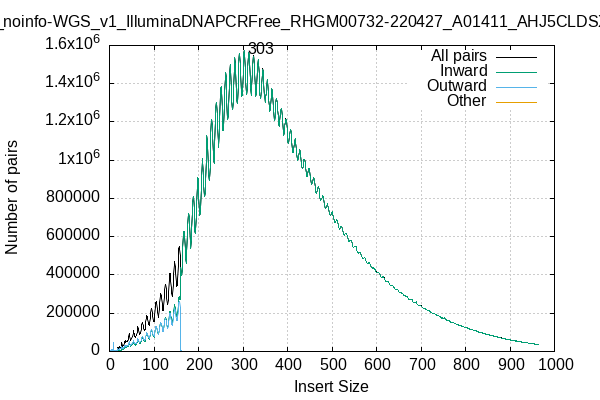 _noinfo-WGS_v1_IlluminaDNAPCRFree_RHGM00732-220427_A01411_AHJ5CLDSX
303
All pairs
Inward
Outward
Other
1.6x10^6
1.4x10^6
1.2x10^6
1x10^6
800000
600000
400000
200000
0
Number of pairs
0 100 200 300 400 500 600 700 800 900 1000
Insert Size